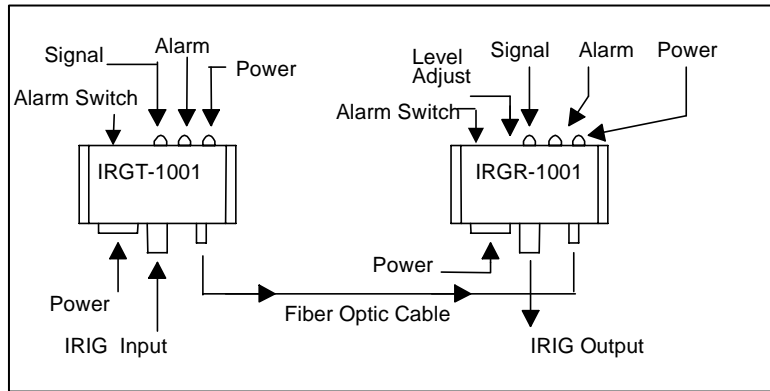 Signal
Alarm
Power
Alarm Switch
IRGT-1001
Power
IRIG Input
Level
Adjust
Signal
Alarm
Power
Alarm Switch
IRGR-1001
Power
Fiber Optic Cable
IRIG Output